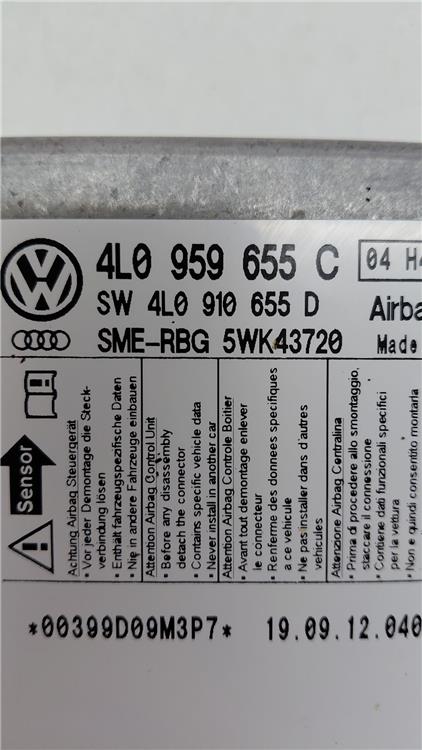 4L0 959 655 C 04 H4
SW 4L0 910 655 D Airba
SME-RBG 5WK43720 Made
Sensor
Achtung Airbag Steuergerät
• Vor jeder Demontage die Steck-
verbindung lösen
• Enthält fahrzeugspezifische Daten
• Nie in andere Fahrzeuge einbauen
Attention Airbag Control Unit
• Before any disassembly
detach the connector
• Contains specific vehicle data
• Never install in another car
Attention Airbag Controle Boitier
• Avant tout demontage enlever
le connecteur
• Renferme des donnees specifiques
a ce vehicule
• Ne pas installer dans d'autres
vehicules
Attenzione Airbag Centralina
• Prima di procedere allo smontaggio,
staccare il connessione
• Contiene dati funzionali specifici
per la vettura
• Non e quindi consentito montarla
*00399D09M3P7* 19.09.12.040